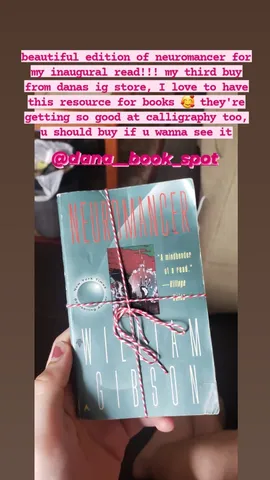 beautiful edition of neuromancer for
my inaugural read!!! my third buy
from danas ig store, I love to have
this resource for books 🥰 they're
getting so good at calligraphy too,
u should buy if u wanna see it
@dana__book_spot
NEUROMANCER
"A mindbender
of a read."
—Village
WILLIAM
GIBSON